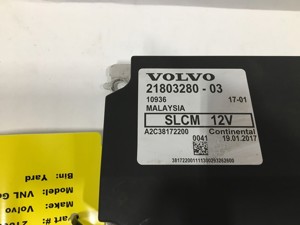 VOLVO
21803280 - 03
10936 17-01
MALAYSIA
SLCM 12V
A2C38172200 Continental
0041 19.01.2017
Bin: Yard
Model: VNL
Make: Volvo